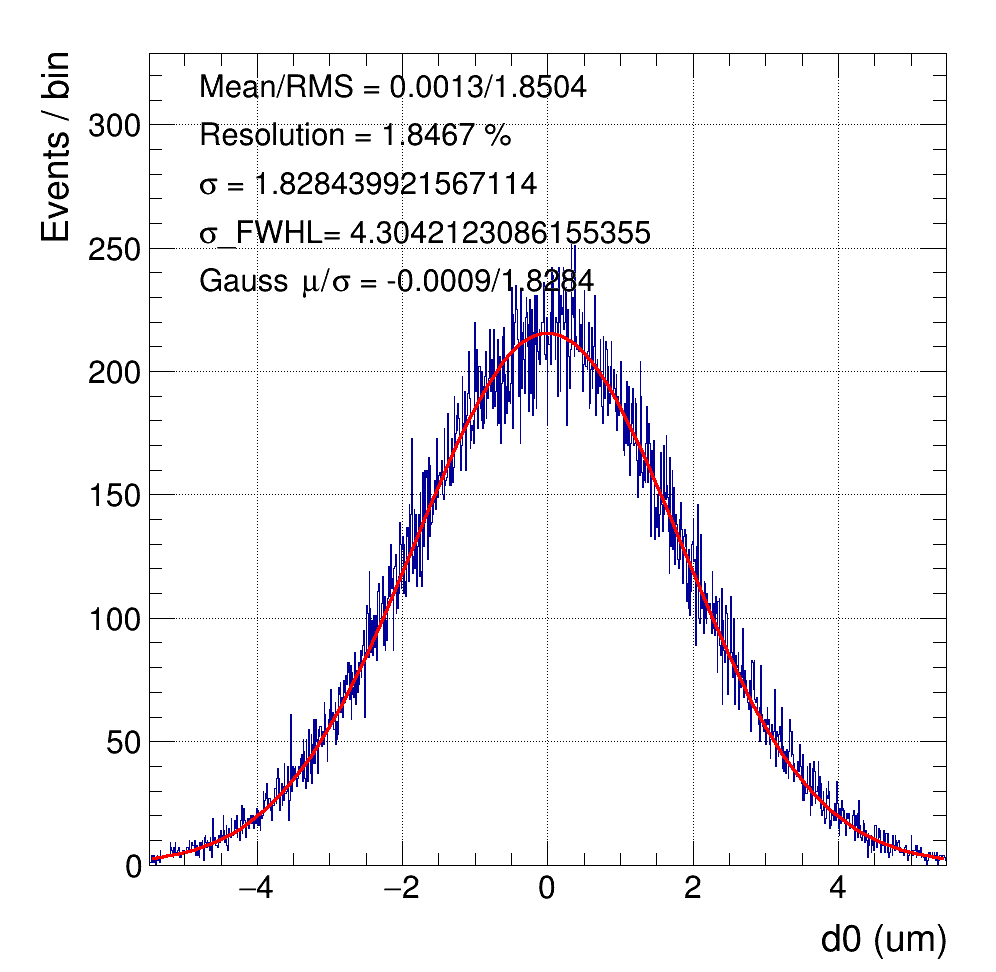 Events / bin
Mean/RMS = 0.0013/1.8504
Resolution = 1.8467 %
σ = 1.828439921567114
σ_FWHL= 4.3042123086155355
Gauss μ/σ = -0.0009/1.8284
300
250
200
150
100
50
0
−4 −2 0 2 4
d0 (um)